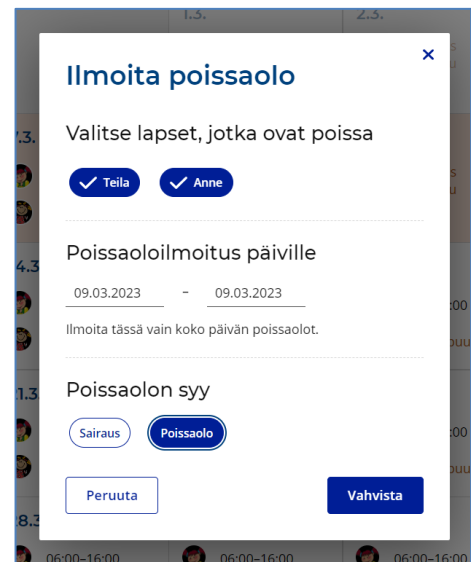 1.3.
2.3.
Ilmoita poissaolo
Valitse lapset, jotka ovat poissa
Teila
Anne
Poissaoloilmoitus päiville
09.03.2023 – 09.03.2023
Ilmoita tässä vain koko päivän poissaolot.
Poissaolon syy
Sairaus
Poissaolo
Peruuta
Vahvista
06:00–16:00
06:00–16:00
06:00–16:00